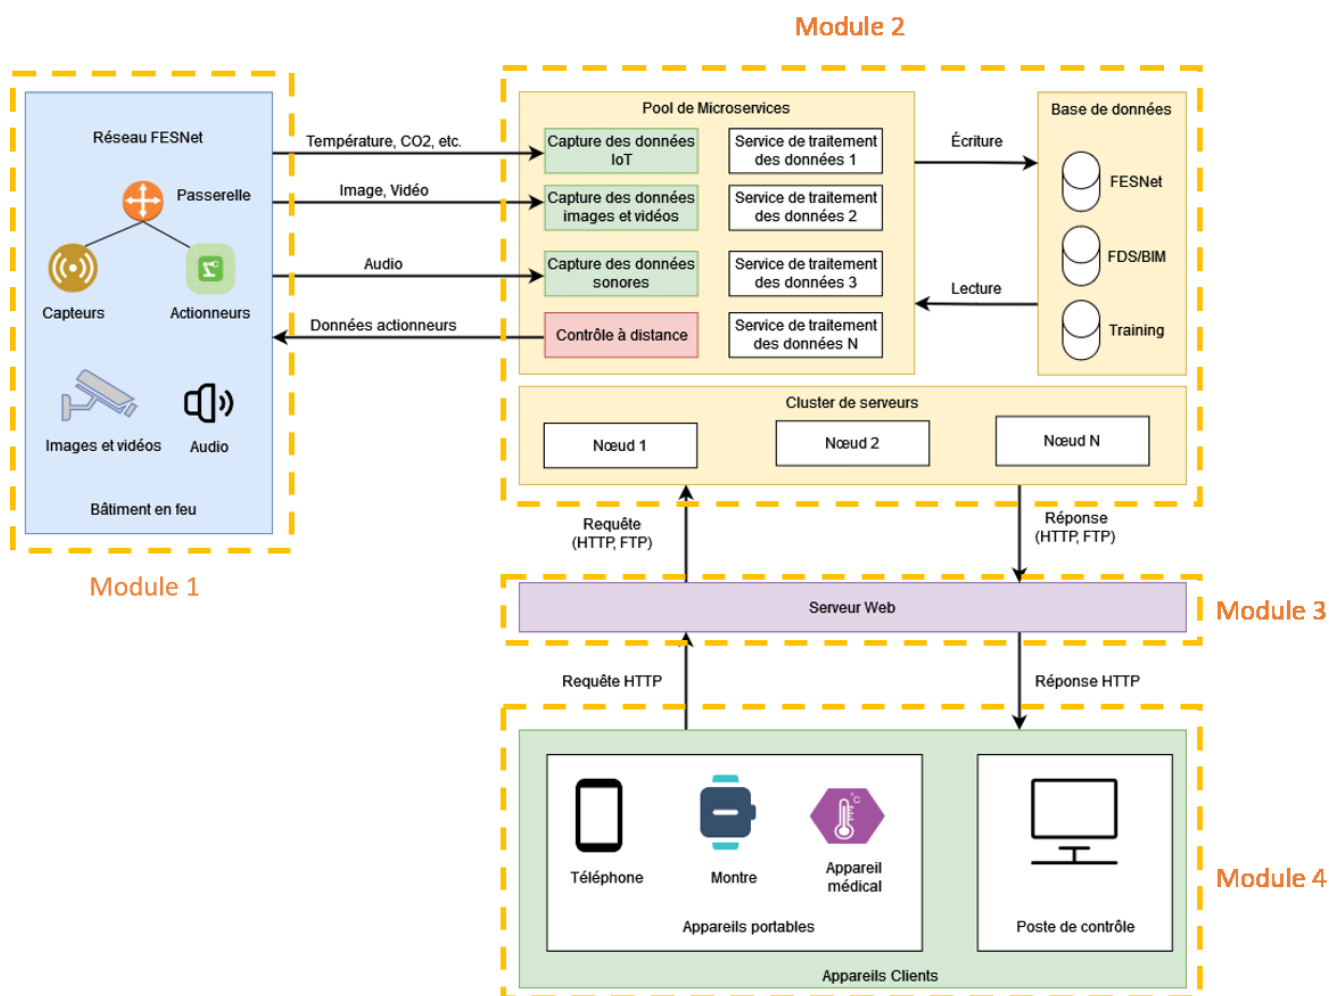 Module 2
Réseau FESNet
Passerelle
Capteurs
Actionneurs
Images et vidéos
Audio
Bâtiment en feu
Module 1
Température, CO2, etc.
Image, Vidéo
Audio
Données actionneurs
Pool de Microservices
Capture des données
IoT
Service de traitement
des données 1
Capture des données
images et vidéos
Service de traitement
des données 2
Capture des données
sonores
Service de traitement
des données 3
Contrôle à distance
Service de traitement
des données N
Écriture
Lecture
Base de données
FESNet
FDS/BIM
Training
Cluster de serveurs
Nœud 1
Nœud 2
Nœud N
Requête
(HTTP, FTP)
Réponse
(HTTP, FTP)
Serveur Web
Module 3
Requête HTTP
Réponse HTTP
Téléphone
Montre
°C
Appareil
médical
Appareils portables
Poste de contrôle
Appareils Clients
Module 4